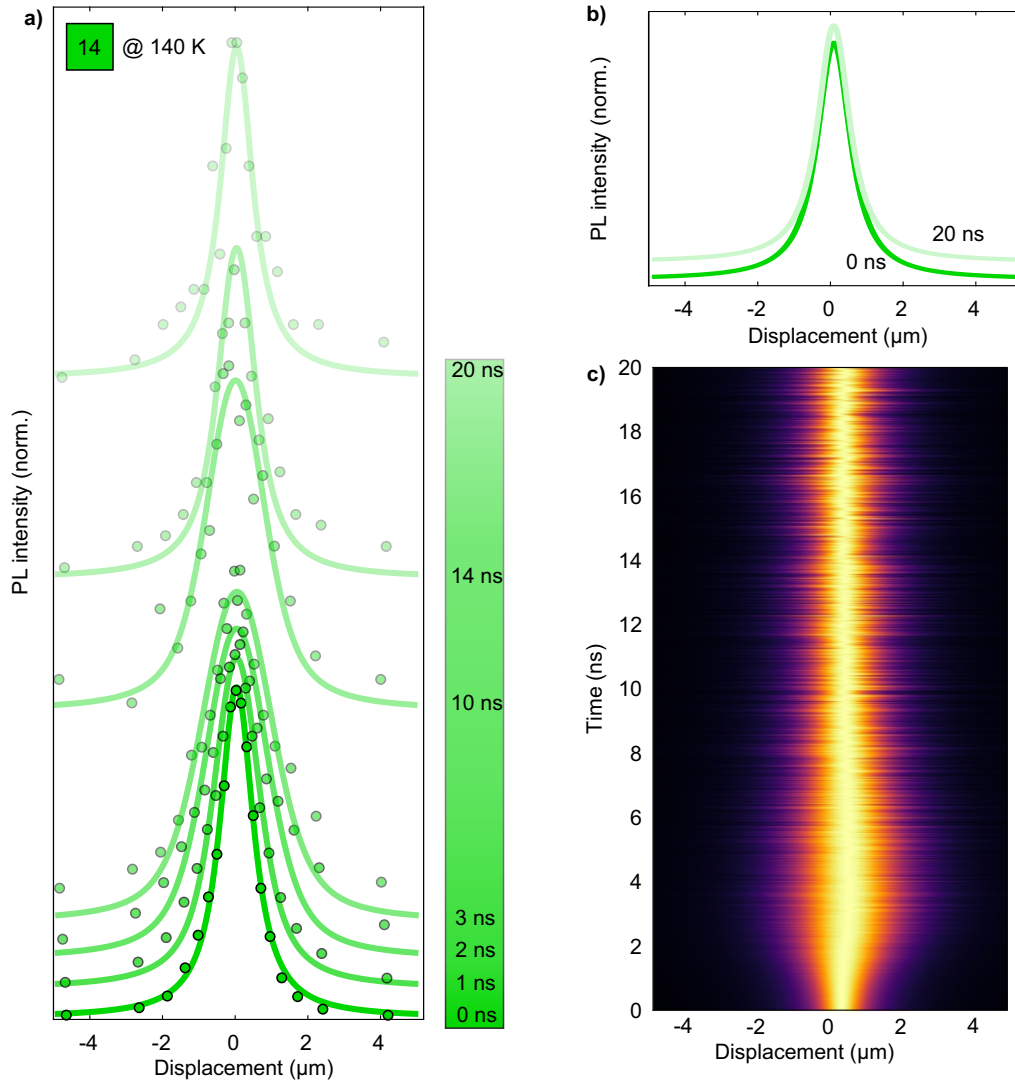 a)
14 @ 140 K
PL intensity (norm.)
20 ns
14 ns
10 ns
3 ns
2 ns
1 ns
0 ns
-4 -2 0 2 4
Displacement (µm)
b)
PL intensity (norm.)
20 ns
0 ns
-4 -2 0 2 4
Displacement (µm)
c)
20
18
16
14
12
10
8
6
4
2
0
Time (ns)
-4 -2 0 2 4
Displacement (µm)